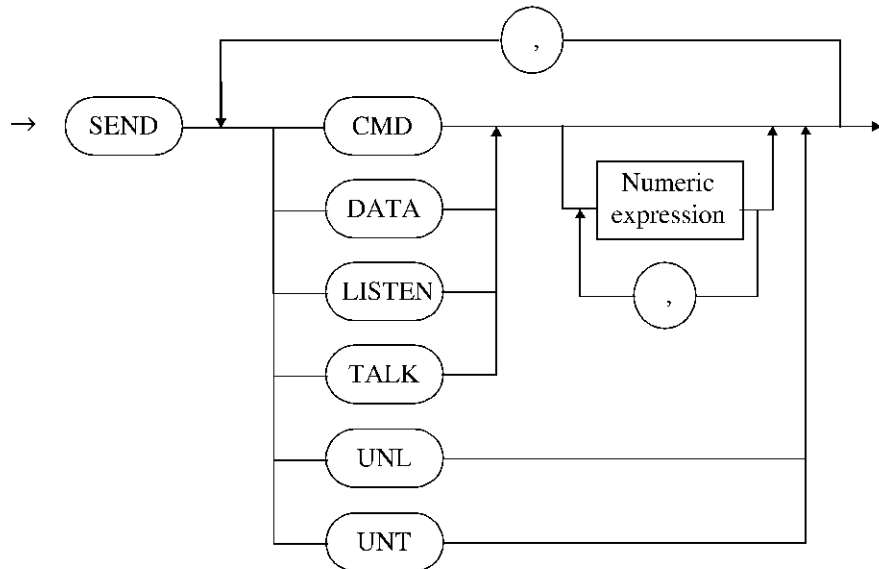 ,
→ SEND
CMD
DATA
LISTEN
TALK
UNL
UNT
Numeric
expression
,